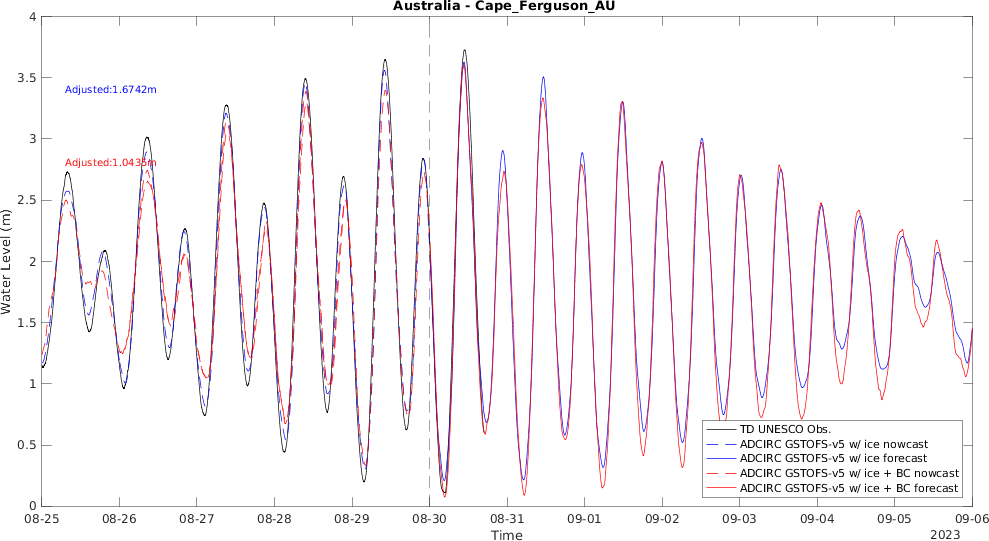 Australia - Cape_Ferguson_AU
4
3.5
3
2.5
2
1.5
1
0.5
0
Water Level (m)
Adjusted:1.6742m
Adjusted:1.0435m
TD UNESCO Obs.
ADCIRC GSTOFS-v5 w/ ice nowcast
ADCIRC GSTOFS-v5 w/ ice forecast
ADCIRC GSTOFS-v5 w/ ice + BC nowcast
ADCIRC GSTOFS-v5 w/ ice + BC forecast
08-25 08-26 08-27 08-28 08-29 08-30 08-31 09-01 09-02 09-03 09-04 09-05 09-06
Time
2023